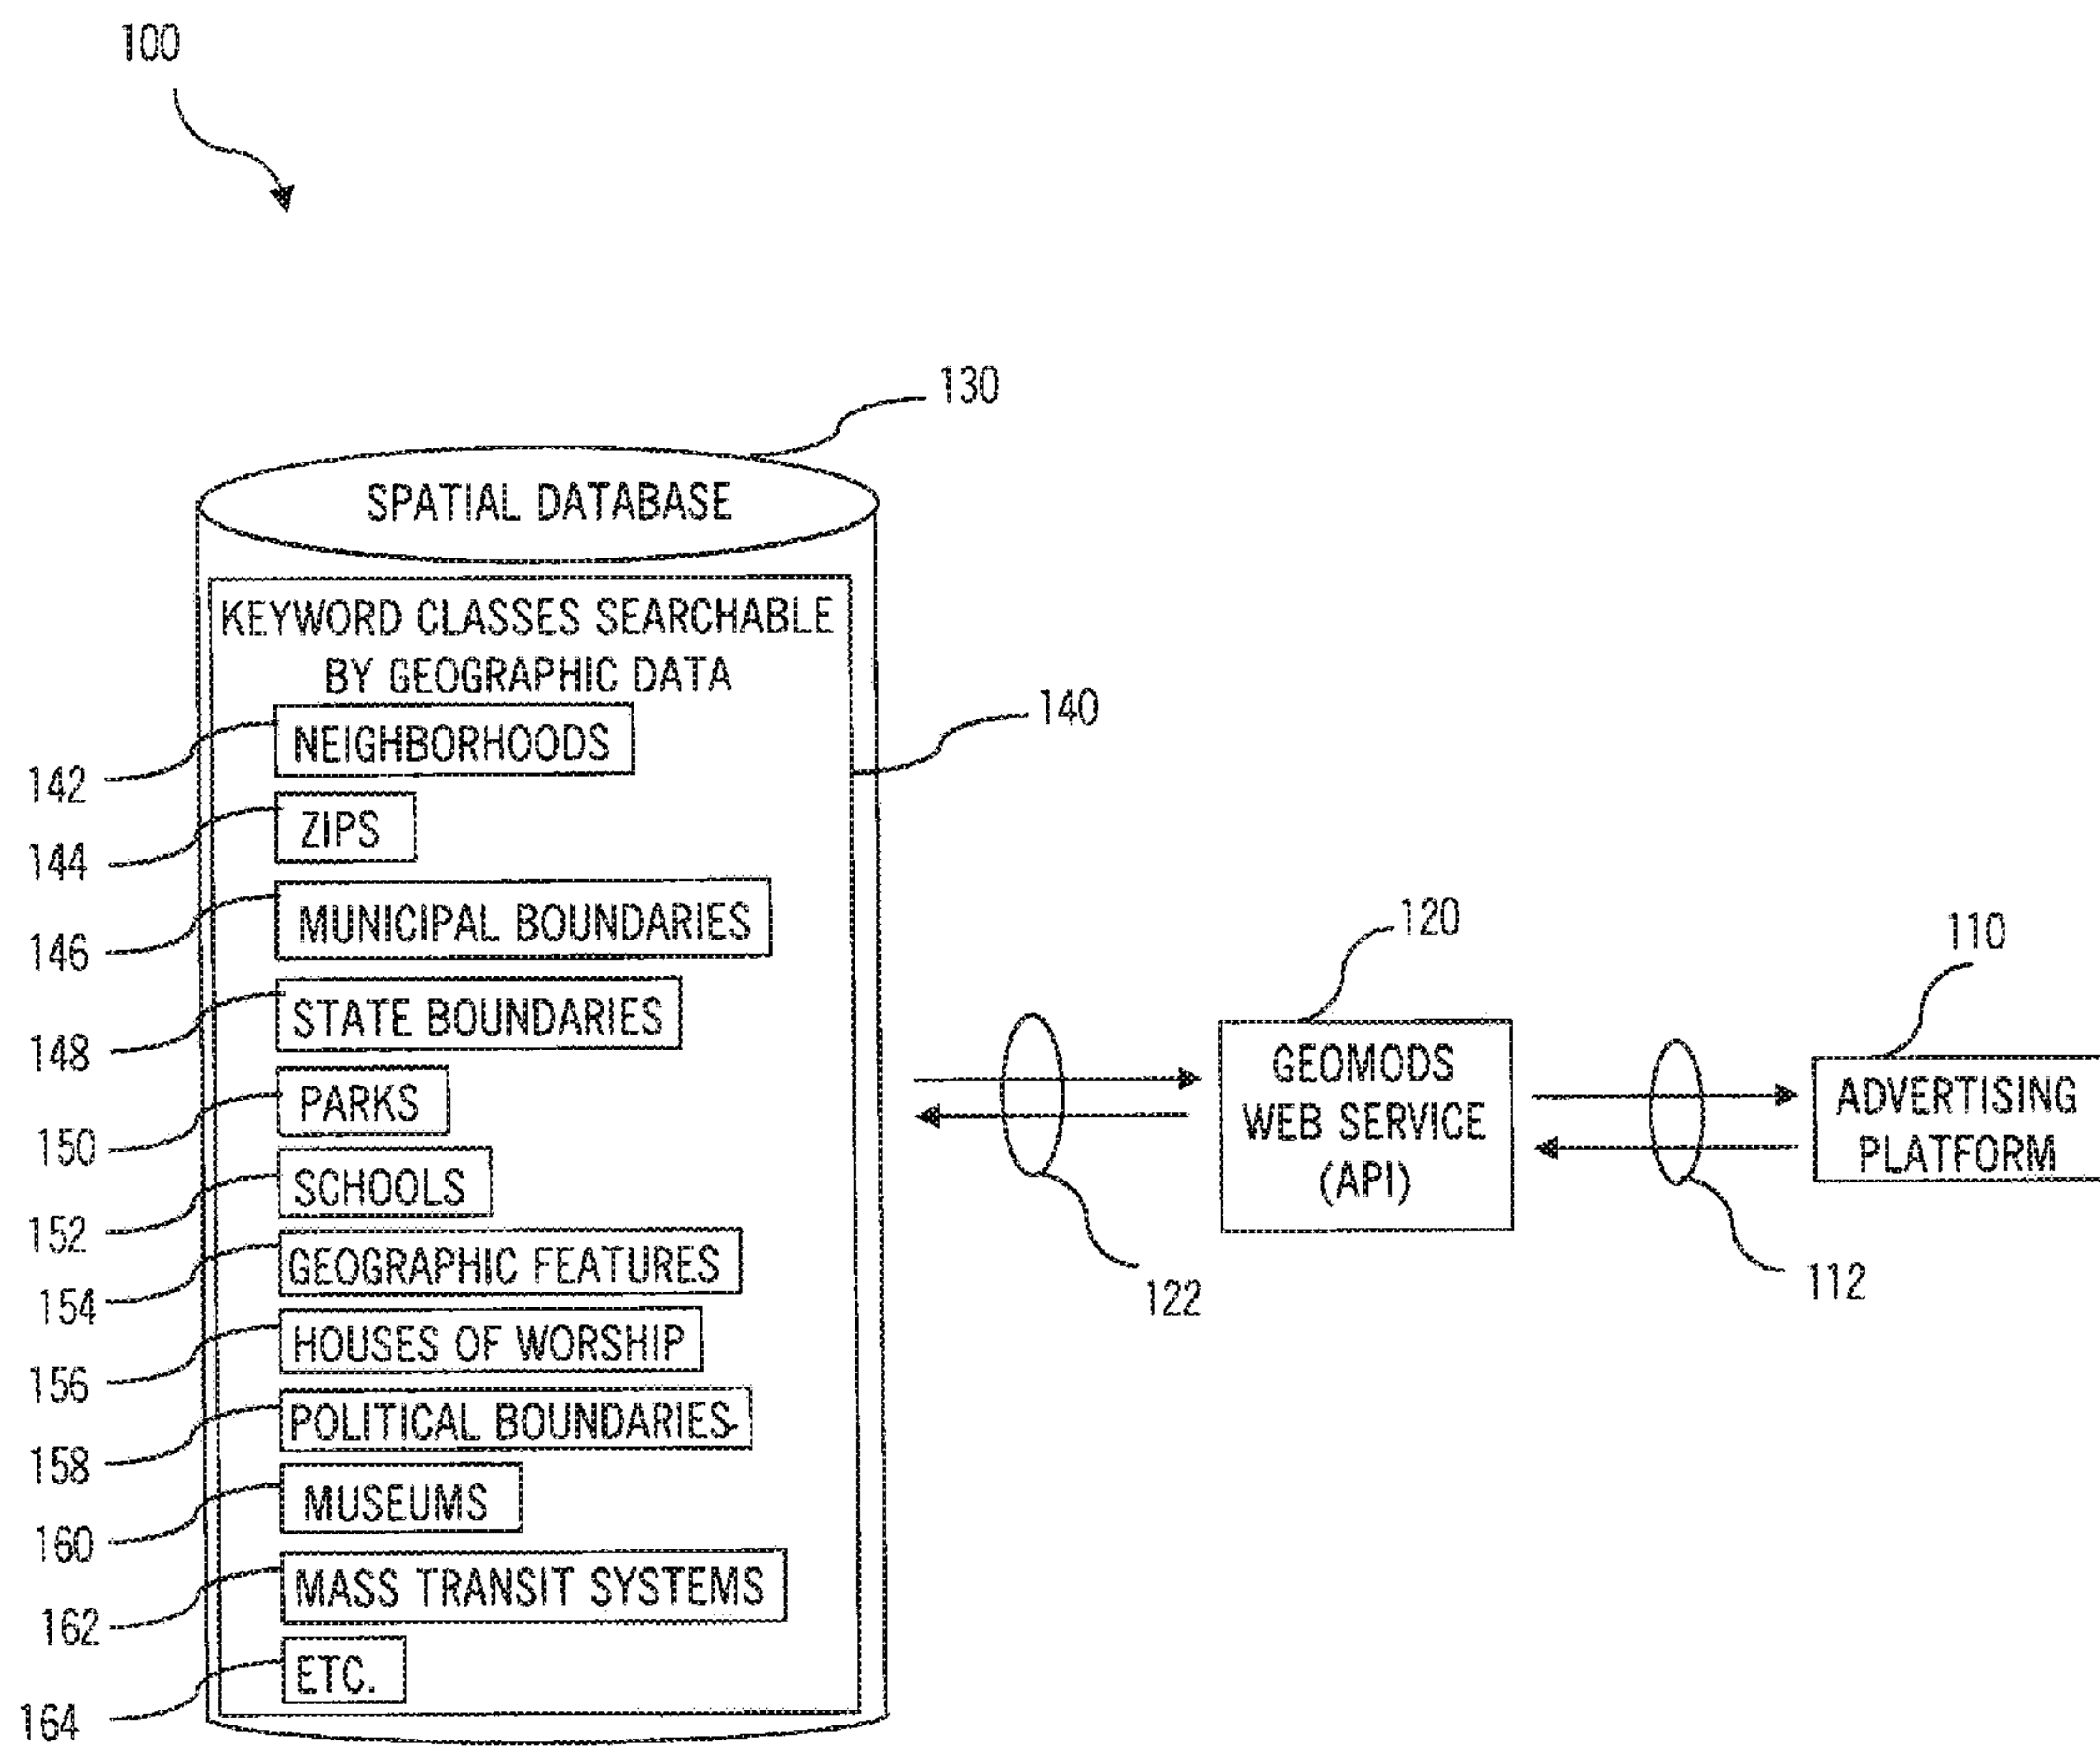 100
130
SPATIAL DATABASE
KEYWORD CLASSES SEARCHABLE
BY GEOGRAPHIC DATA
140
NEIGHBORHOODS
142
ZIPS
144
MUNICIPAL BOUNDARIES
146
STATE BOUNDARIES
148
PARKS
150
SCHOOLS
152
GEOGRAPHIC FEATURES
154
HOUSES OF WORSHIP
156
POLITICAL BOUNDARIES
158
MUSEUMS
160
MASS TRANSIT SYSTEMS
162
ETC.
164
122
120
GEOMODS
WEB SERVICE
(API)
112
110
ADVERTISING
PLATFORM